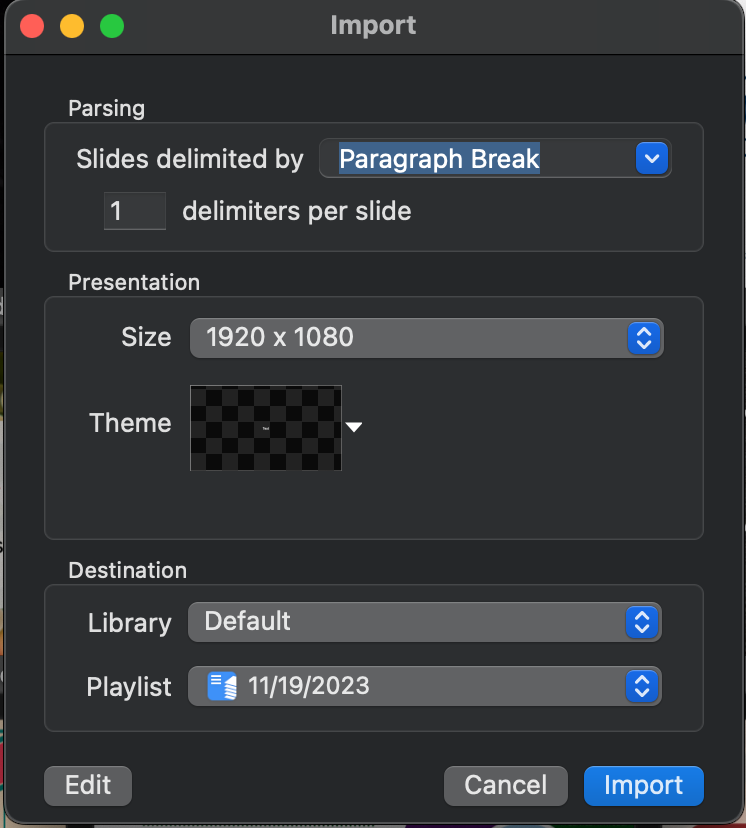 Import
Parsing
Slides delimited by Paragraph Break
1 delimiters per slide
Presentation
Size 1920 x 1080
Theme
Destination
Library Default
Playlist 11/19/2023
Edit Cancel Import